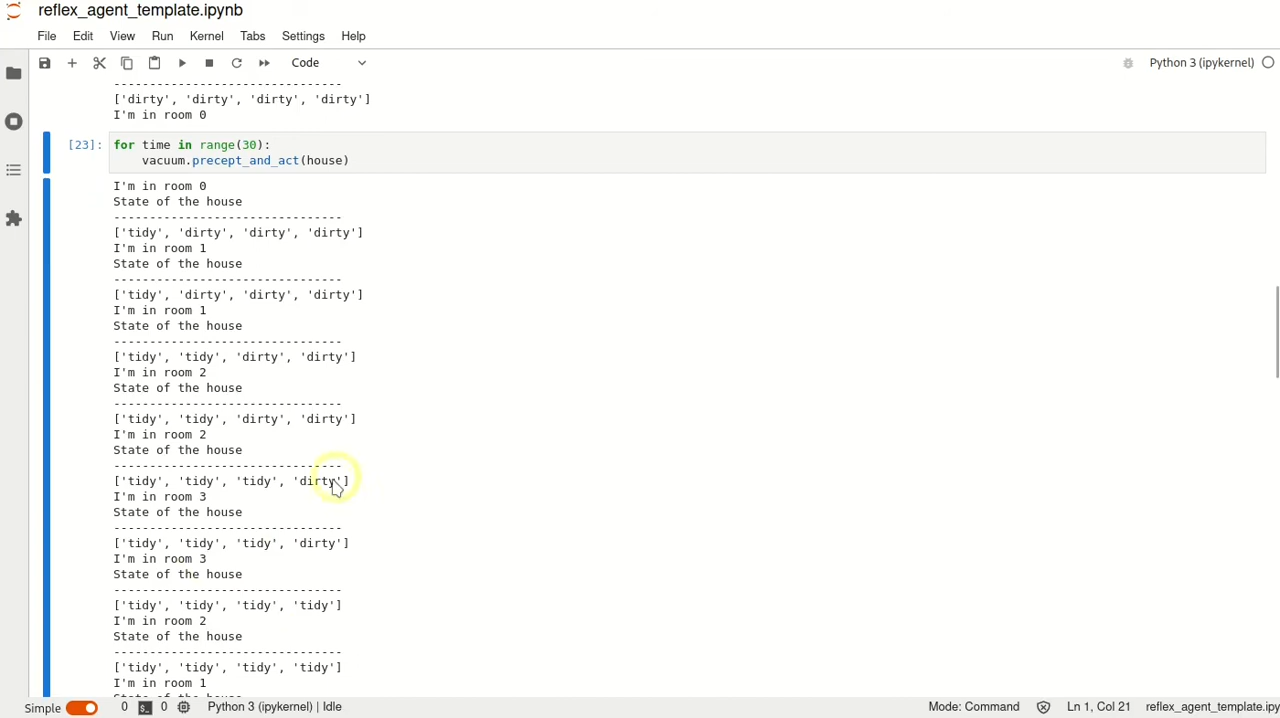 reflex_agent_template.ipynb
File Edit View Run Kernel Tabs Settings Help
Code
Python 3 (ipykernel)
-------------------------------
['dirty', 'dirty', 'dirty', 'dirty']
I'm in room 0
[23]: for time in range(30):
vacuum.precept_and_act(house)
I'm in room 0
State of the house
-------------------------------
['tidy', 'dirty', 'dirty', 'dirty']
I'm in room 1
State of the house
-------------------------------
['tidy', 'dirty', 'dirty', 'dirty']
I'm in room 1
State of the house
-------------------------------
['tidy', 'tidy', 'dirty', 'dirty']
I'm in room 2
State of the house
-------------------------------
['tidy', 'tidy', 'dirty', 'dirty']
I'm in room 2
State of the house
-------------------------------
['tidy', 'tidy', 'tidy', 'dirty']
I'm in room 3
State of the house
-------------------------------
['tidy', 'tidy', 'tidy', 'dirty']
I'm in room 3
State of the house
-------------------------------
['tidy', 'tidy', 'tidy', 'tidy']
I'm in room 2
State of the house
-------------------------------
['tidy', 'tidy', 'tidy', 'tidy']
I'm in room 1
State of the house
Simple 0 $_ 0 Python 3 (ipykernel) | Idle Mode: Command Ln 1, Col 21 reflex_agent_template.ipy